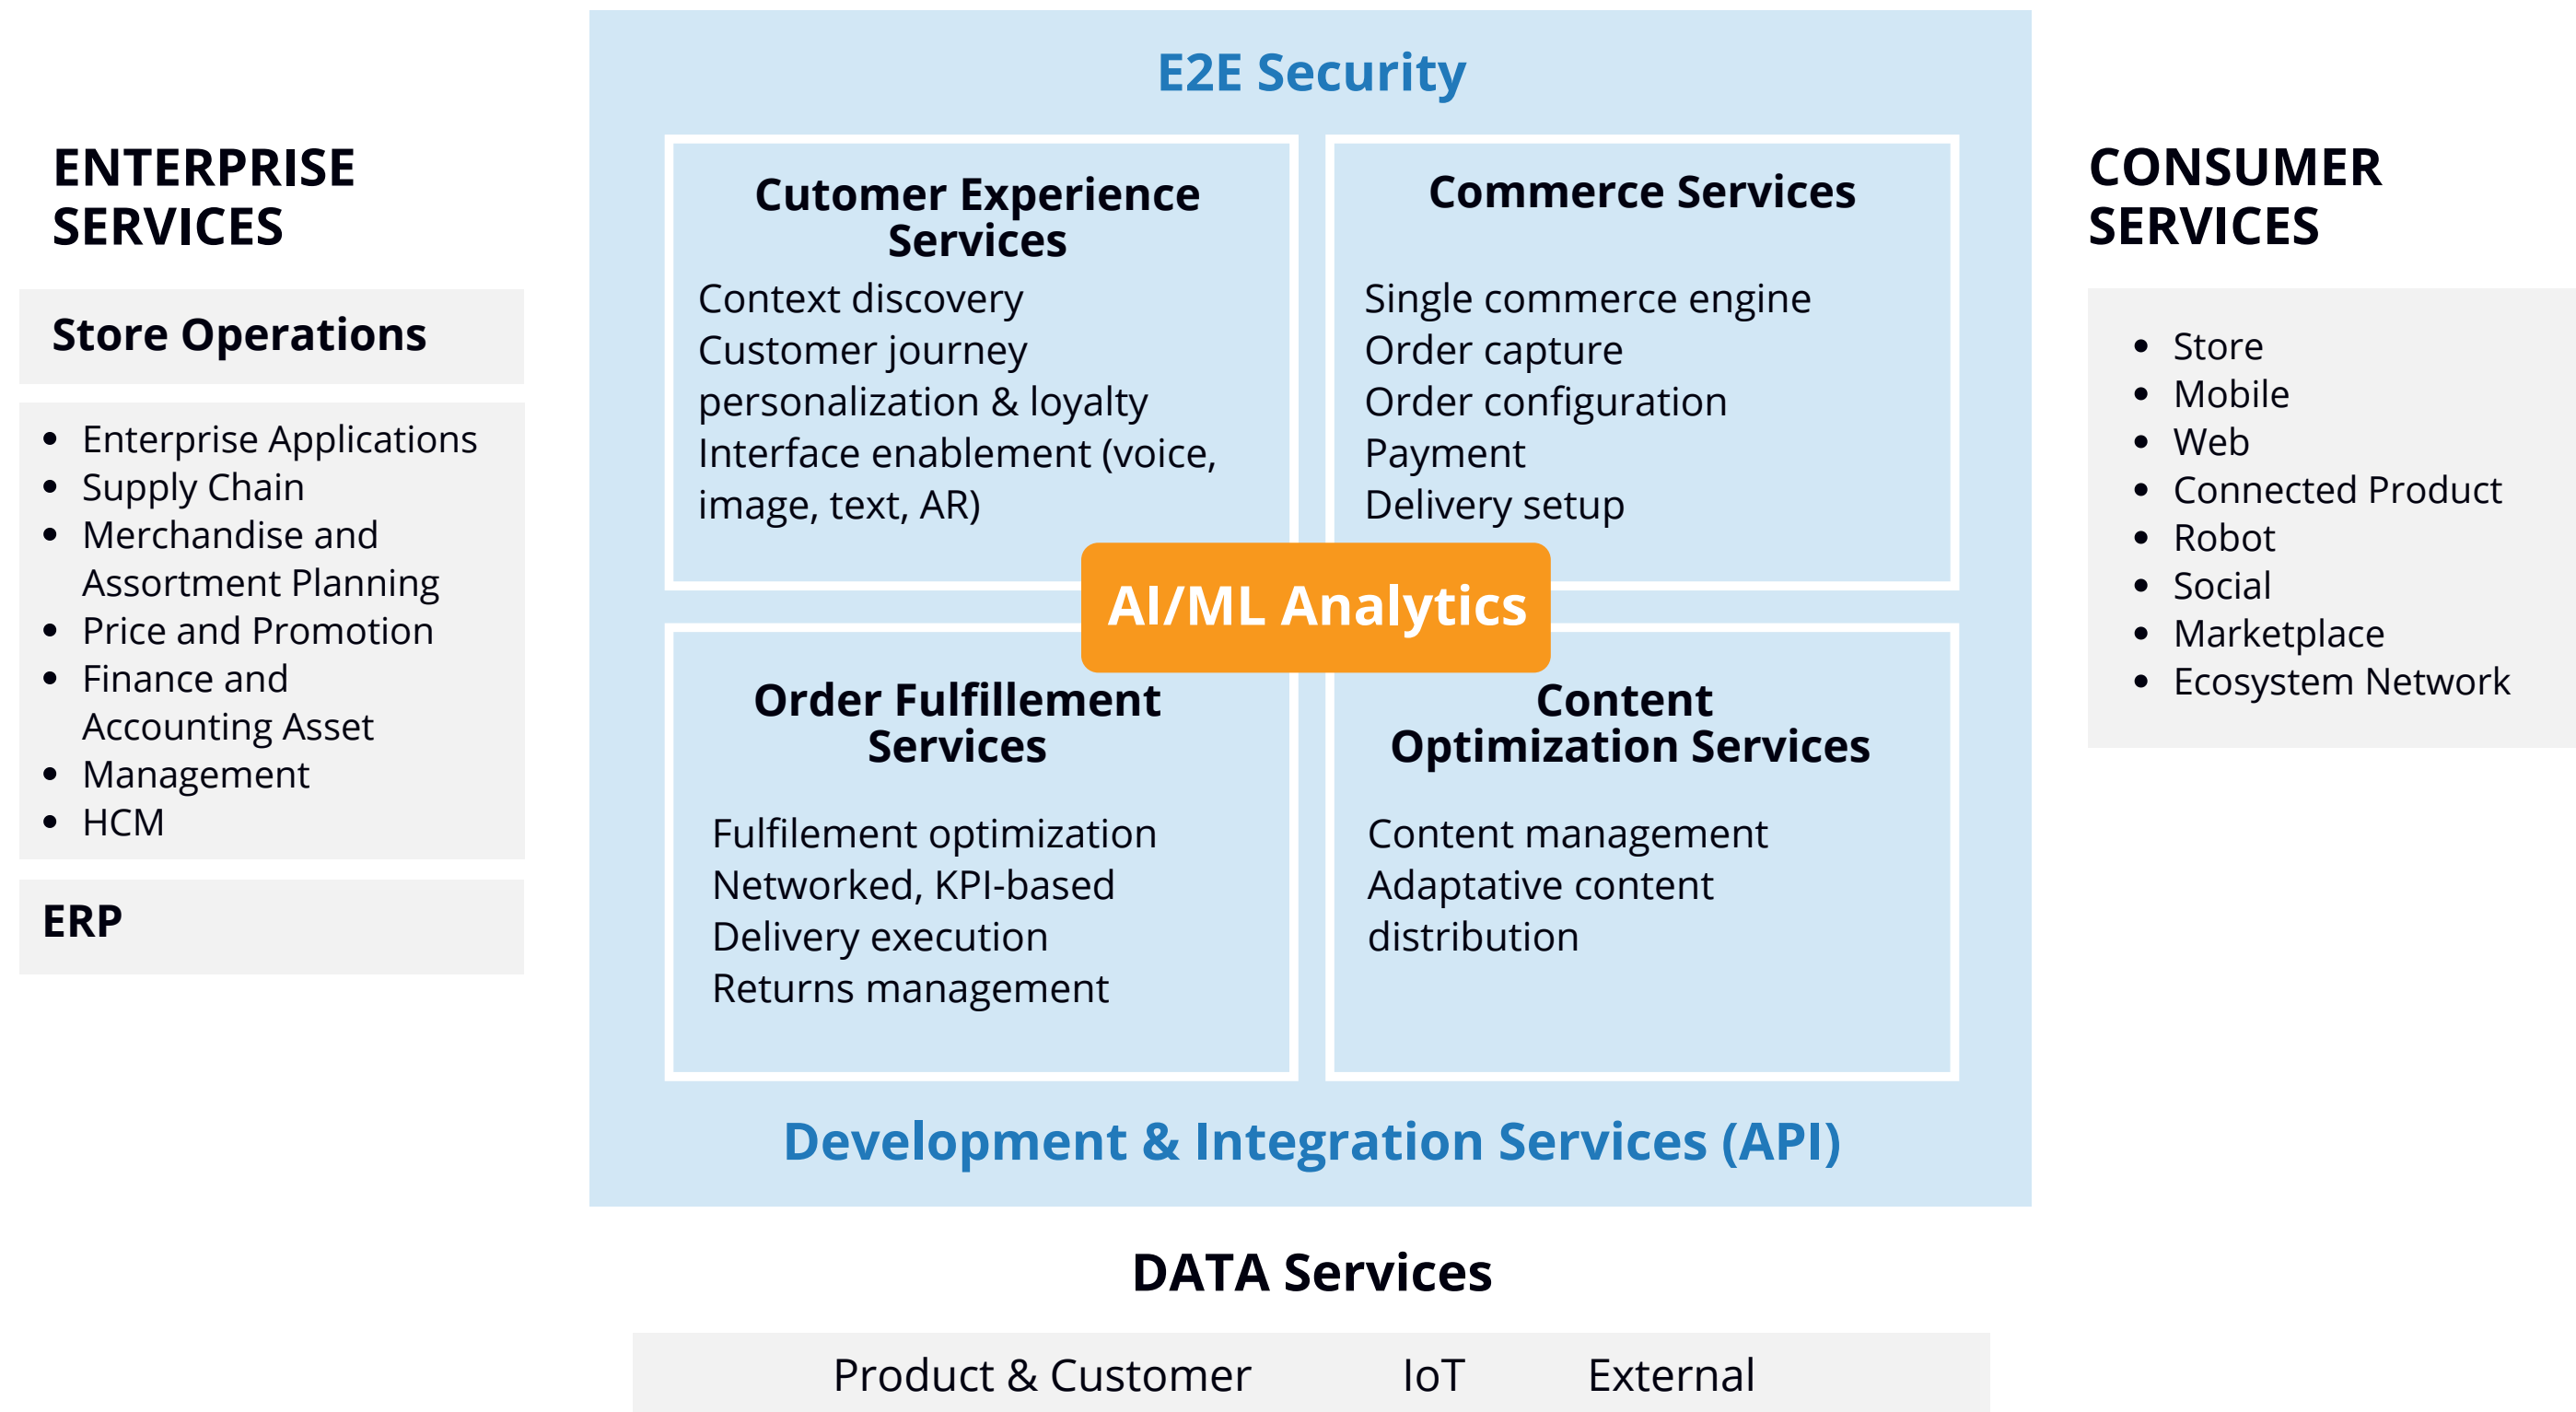 ENTERPRISE
SERVICES
Store Operations
• Enterprise Applications
• Supply Chain
• Merchandise and
Assortment Planning
• Price and Promotion
• Finance and
Accounting Asset
• Management
• HCM
ERP
E2E Security
Cutomer Experience
Services
Context discovery
Customer journey
personalization & loyalty
Interface enablement (voice,
image, text, AR)
Commerce Services
Single commerce engine
Order capture
Order configuration
Payment
Delivery setup
AI/ML Analytics
Order Fulfillement
Services
Fulfilement optimization
Networked, KPI-based
Delivery execution
Returns management
Content
Optimization Services
Content management
Adaptative content
distribution
Development & Integration Services (API)
DATA Services
Product & Customer IoT External
CONSUMER
SERVICES
• Store
• Mobile
• Web
• Connected Product
• Robot
• Social
• Marketplace
• Ecosystem Network